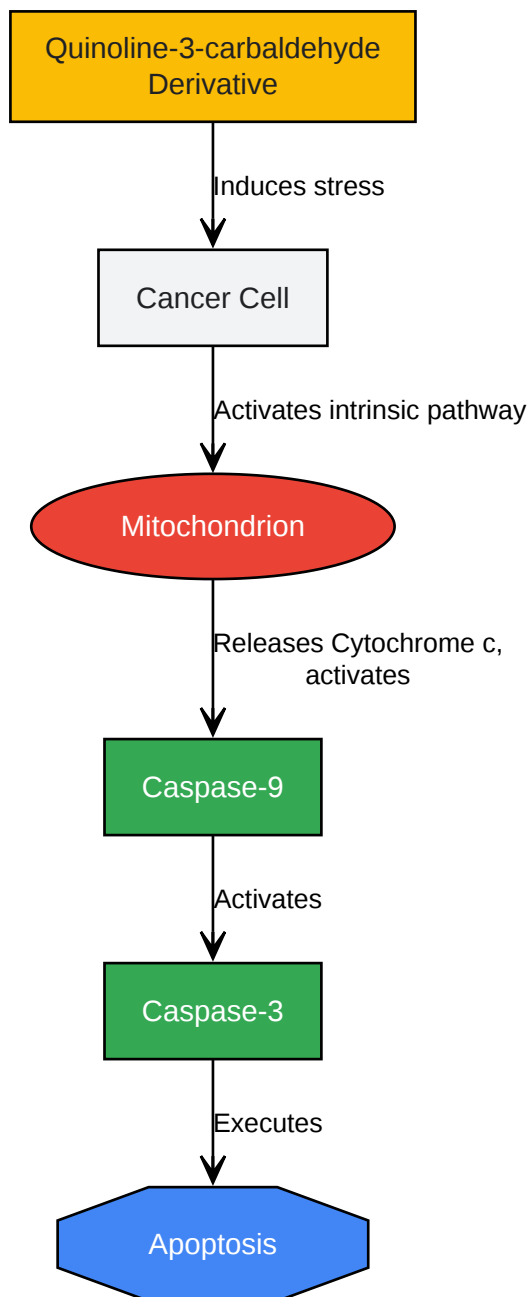 Quinoline-3-carbaldehyde
Derivative
Induces stress
Cancer Cell
Activates intrinsic pathway
Mitochondrion
Releases Cytochrome c,
activates
Caspase-9
Activates
Caspase-3
Executes
Apoptosis